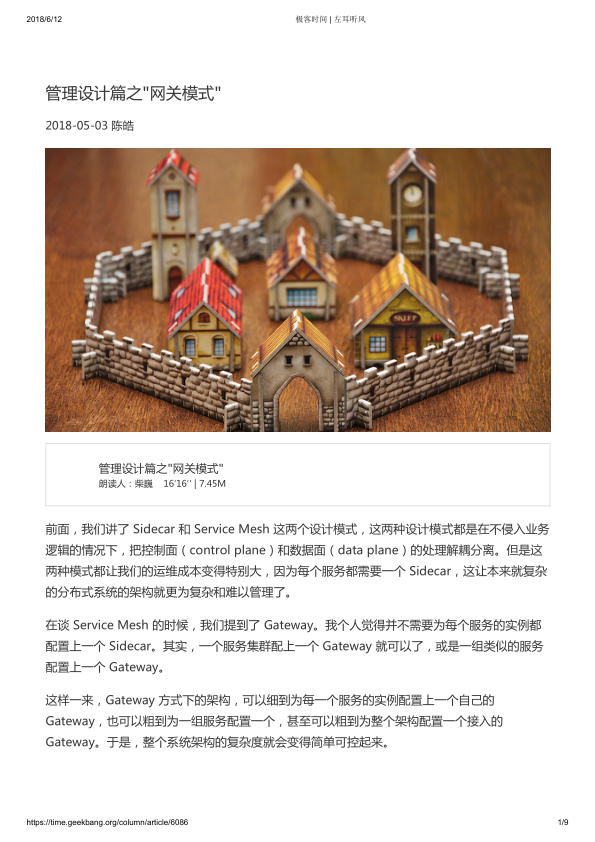 2018/6/12
极客时间 | 左耳听风
管理设计篇之"网关模式"
2018-05-03 陈皓
SKLEP
管理设计篇之"网关模式"
朗读人：柴巍 16'16'' | 7.45M
前面，我们讲了 Sidecar 和 Service Mesh 这两个设计模式，这两种设计模式都是在不侵入业务
逻辑的情况下，把控制面（control plane）和数据面（data plane）的处理解耦分离。但是这
两种模式都让我们的运维成本变得特别大，因为每个服务都需要一个 Sidecar，这让本来就复杂
的分布式系统的架构就更为复杂和难以管理了。
在谈 Service Mesh 的时候，我们提到了 Gateway。我个人觉得并不需要为每个服务的实例都
配置上一个 Sidecar。其实，一个服务集群配上一个 Gateway 就可以了，或是一组类似的服务
配置上一个 Gateway。
这样一来，Gateway 方式下的架构，可以细到为每一个服务的实例配置上一个自己的
Gateway，也可以粗到为一组服务配置一个，甚至可以粗到为整个架构配置一个接入的
Gateway。于是，整个系统架构的复杂度就会变得简单可控起来。
https://time.geekbang.org/column/article/6086
1/9